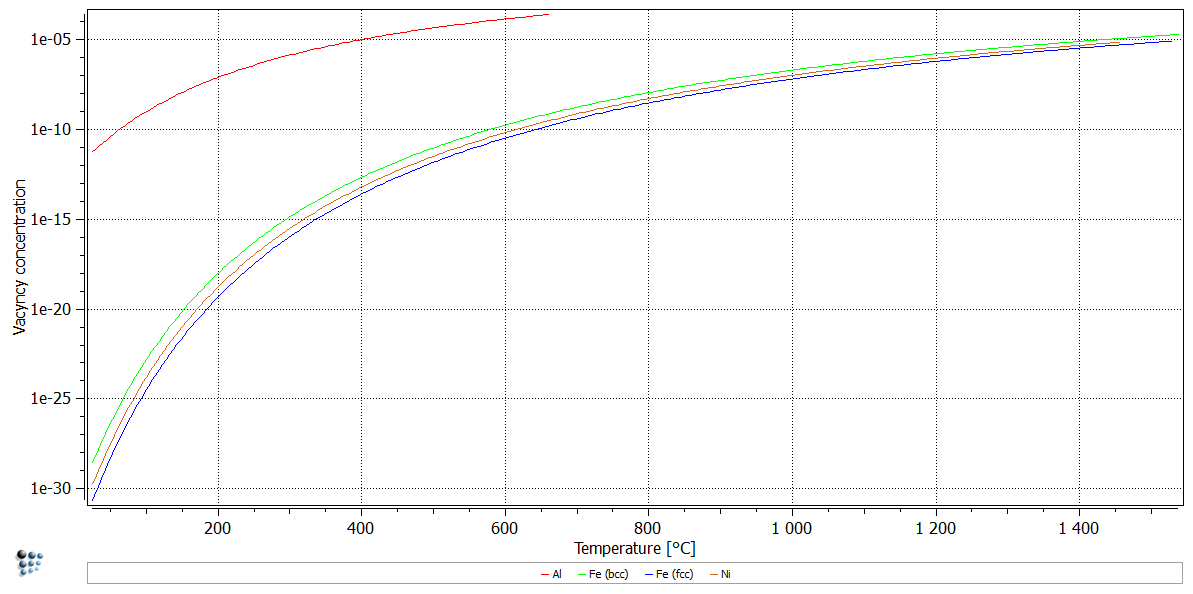 1e-05
1e-10
1e-15
1e-20
1e-25
1e-30
Vacyncy concentration
200 400 600 800 1 000 1 200 1 400
Temperature [°C]
Al Fe (bcc) Fe (fcc) Ni